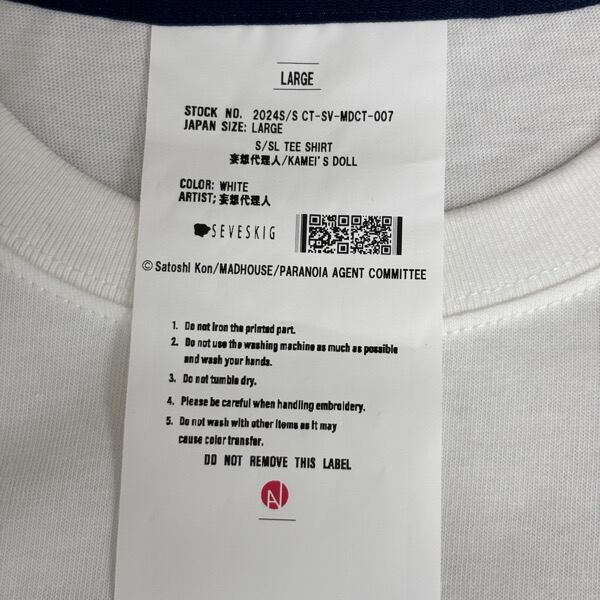 LARGE
STOCK NO. 2024S/S CT-SV-MDCT-007
JAPAN SIZE: LARGE
S/SL TEE SHIRT
妄想代理人/KAMEI'S DOLL
COLOR: WHITE
ARTIST; 妄想代理人
SEVESKIG
© Satoshi Kon/MADHOUSE/PARANOIA AGENT COMMITTEE
1. Do not iron the printed part.
2. Do not use the washing machine as much as possible
and wash your hands.
3. Do not tumble dry.
4. Please be careful when handling embroidery.
5. Do not wash with other items as it may
cause color transfer.
DO NOT REMOVE THIS LABEL